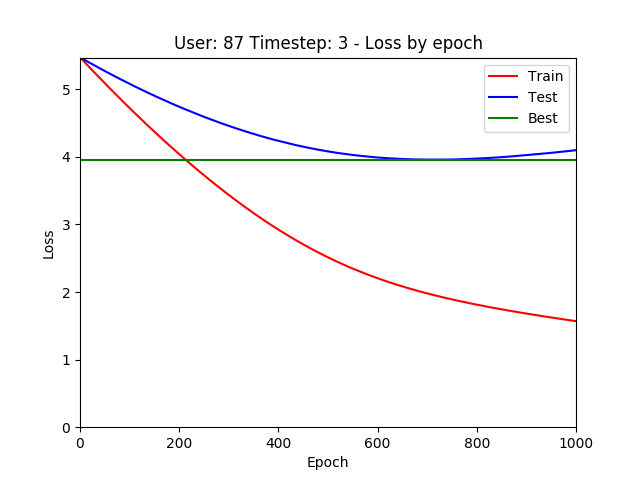 User: 87 Timestep: 3 - Loss by epoch
Train
Test
Best
5
4
3
2
1
0
Loss
0 200 400 600 800 1000
Epoch